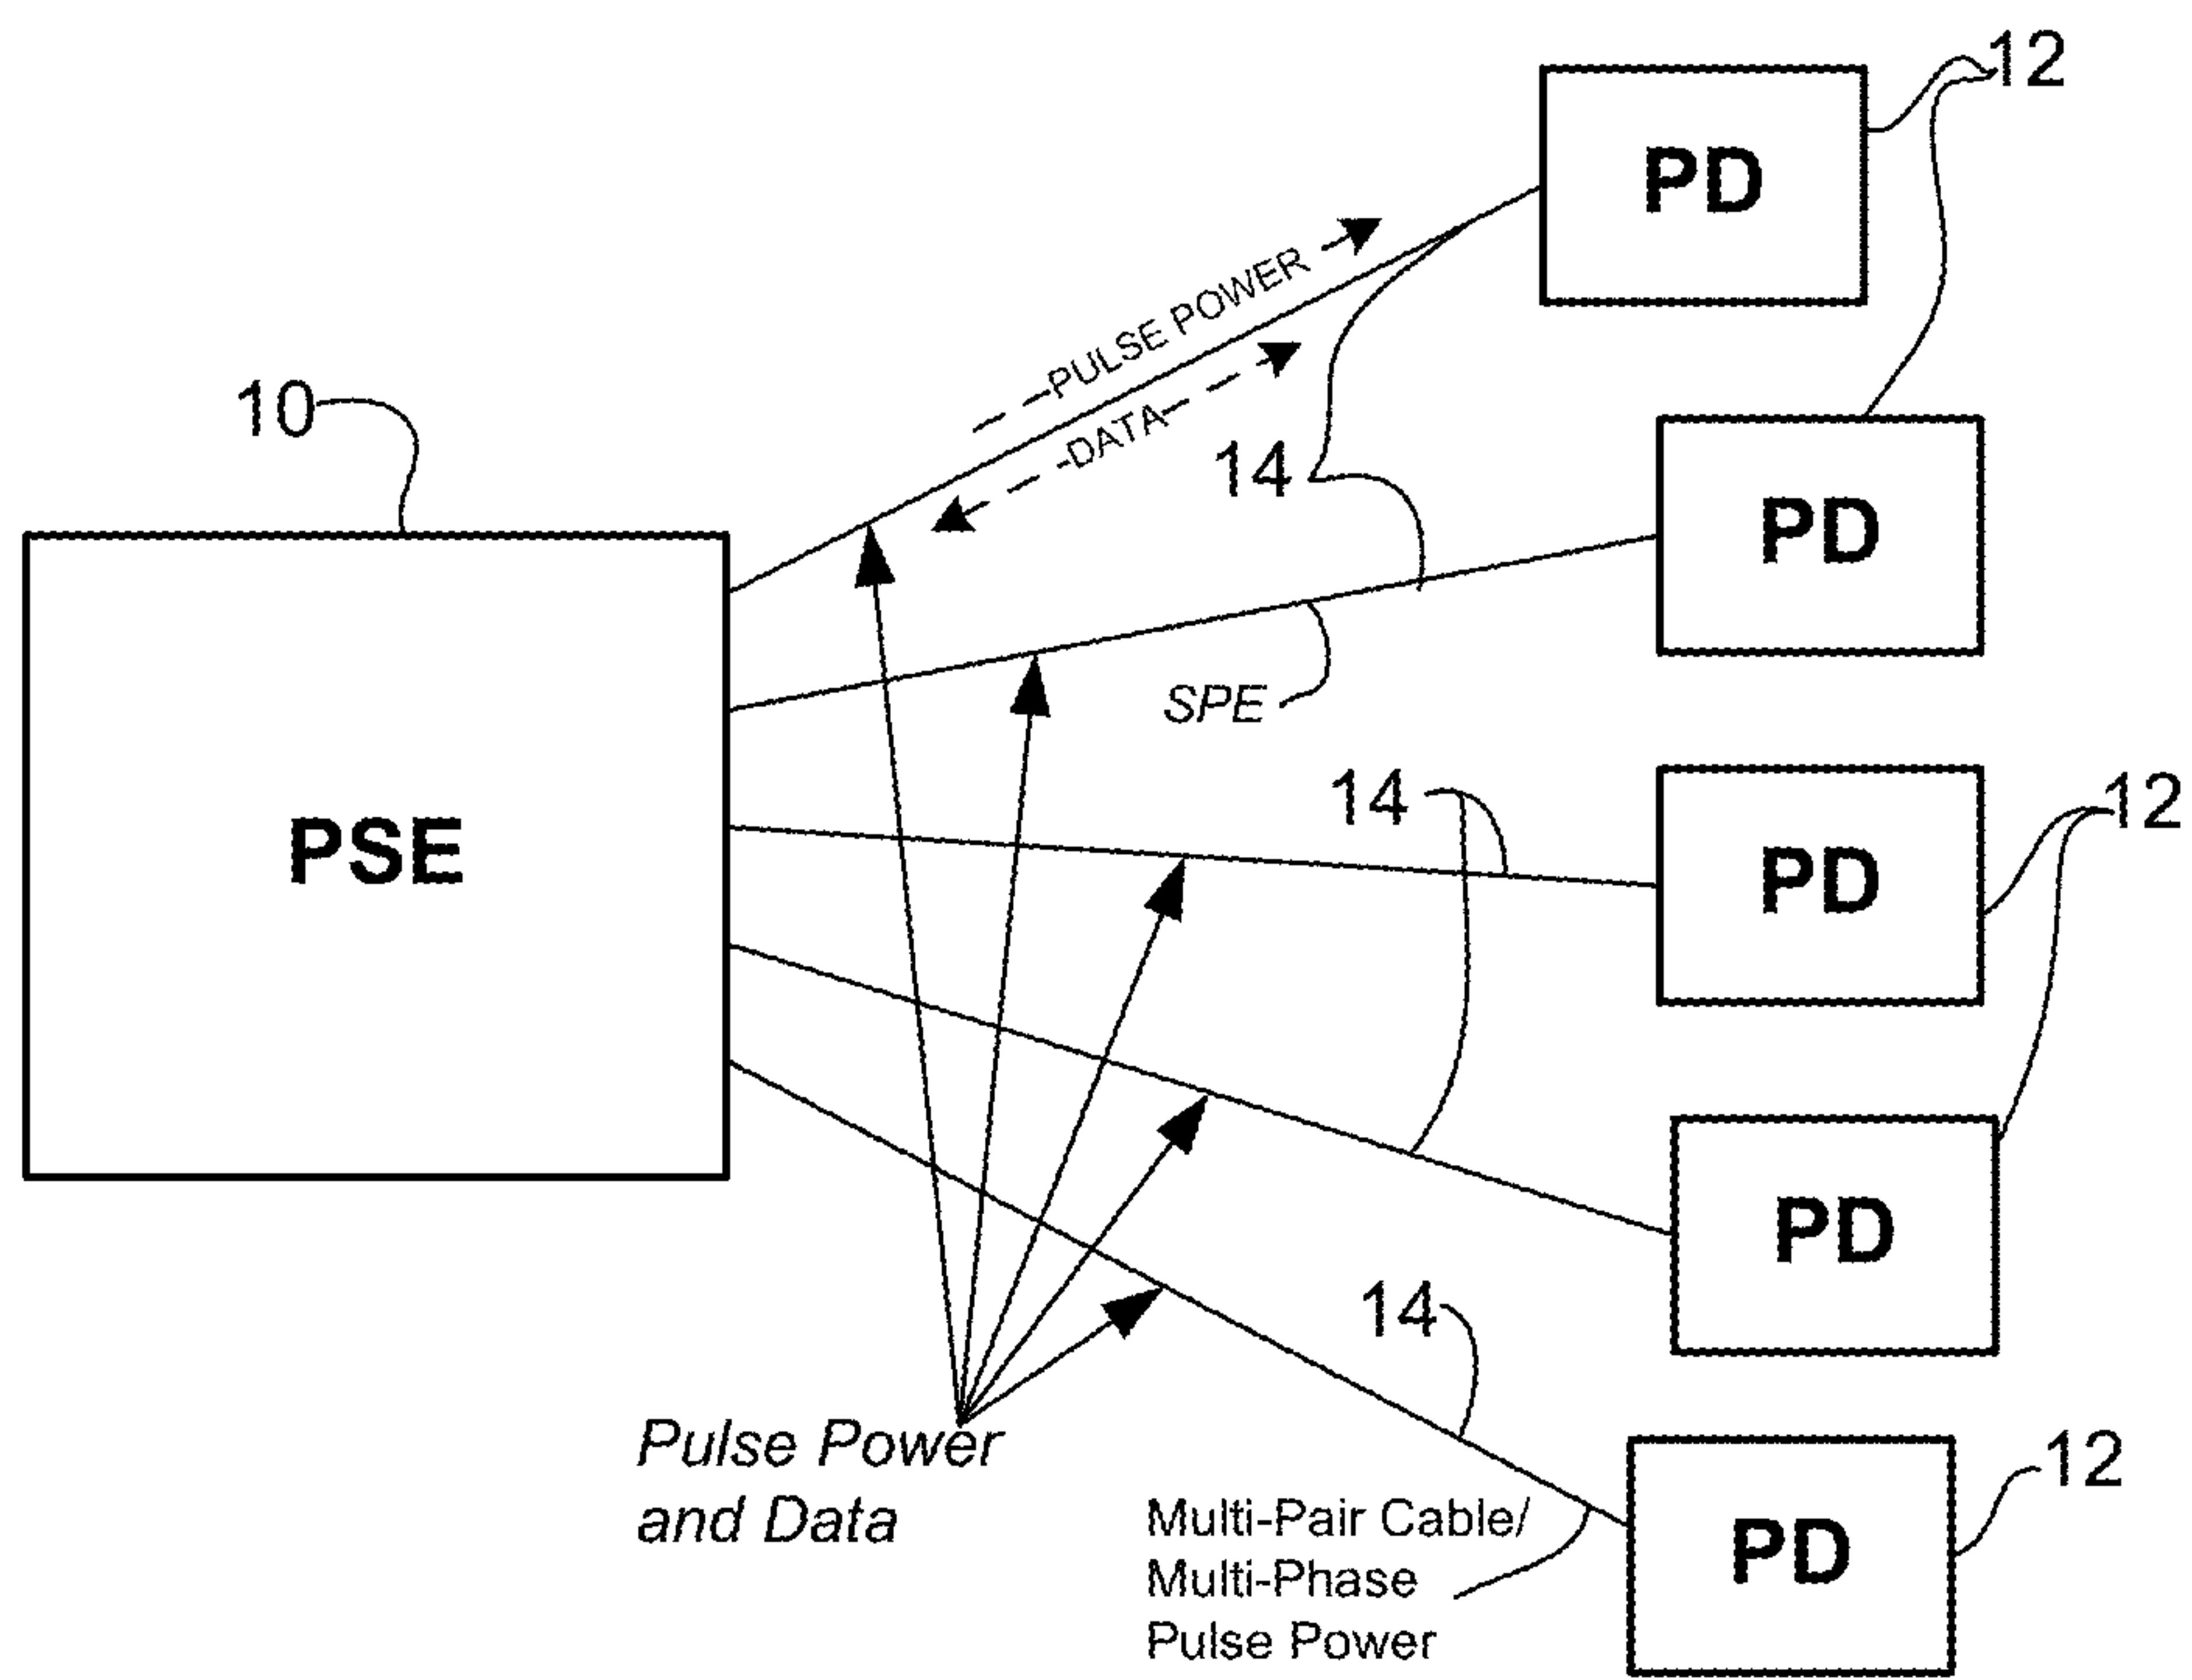 12
PD
PULSE POWER
DATA
10
14
PD
SPE
PSE
14
12
PD
PD
14
Pulse Power
and Data
12
Multi-Pair Cable/
Multi-Phase
Pulse Power
PD